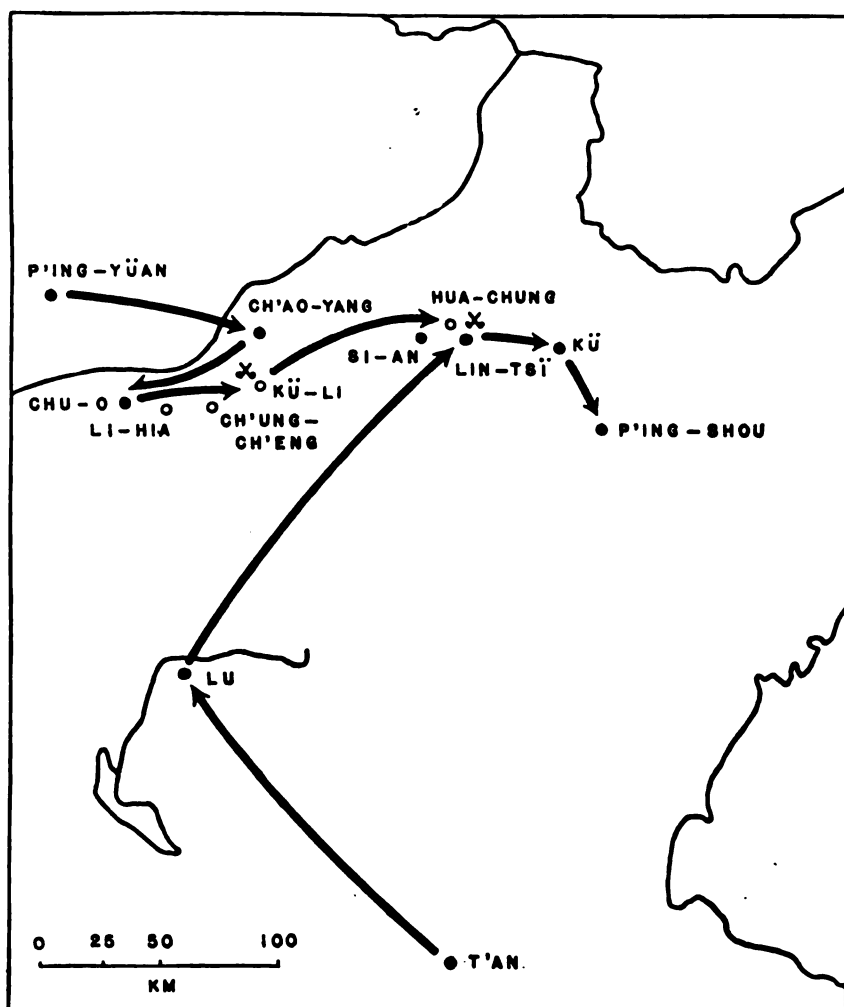 P'ING-YÜAN
CH'AO-YANG
HUA-CHUNG
SI-AN
LIN-TSÏ
KÜ
KÜ-LI
CHU-O
LI-HIA
CH'UNG-
CH'ENG
P'ING-SHOU
LU
0 25 50 100
KM
T'AN